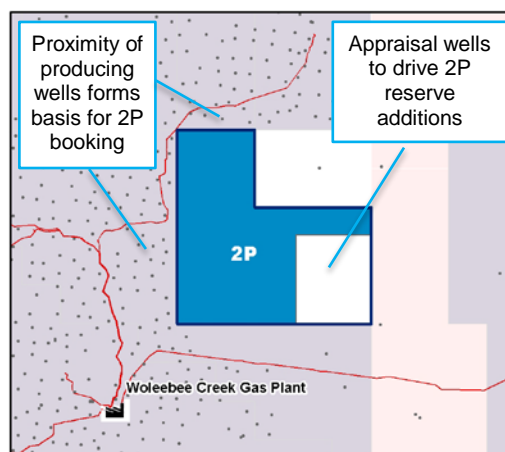 Proximity of
producing
wells forms
basis for 2P
booking
Appraisal wells
to drive 2P
reserve
additions
2P
Woleebee Creek Gas Plant